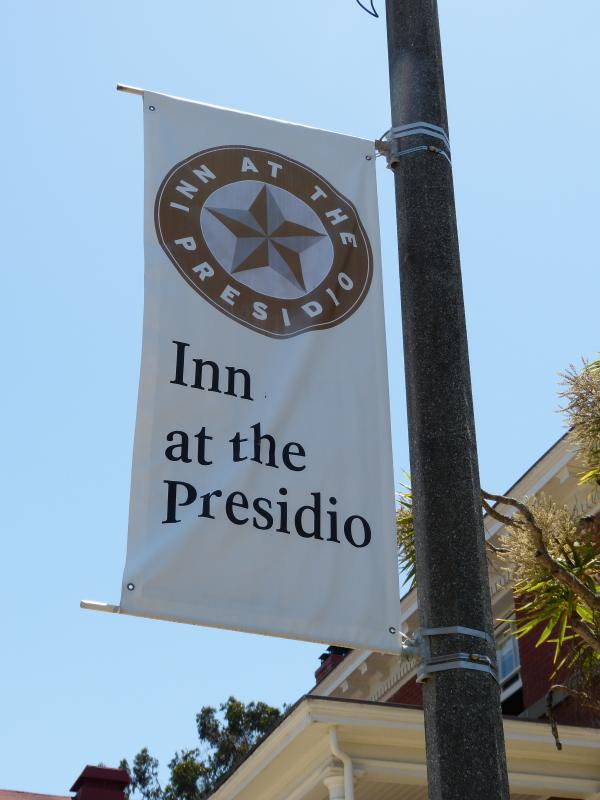 INN AT THE
PRESIDIO
Inn
at the
Presidio